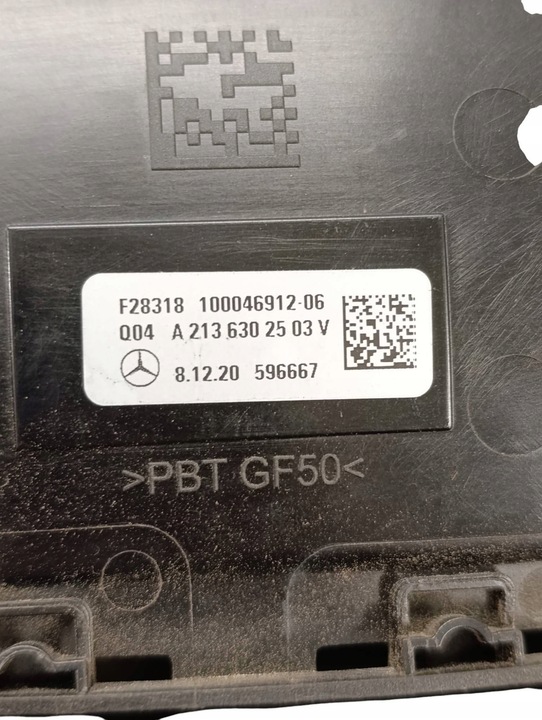 F28318 100046912-06
Q04 A 213 630 25 03 V
8.12.20 596667
>PBT GF50<